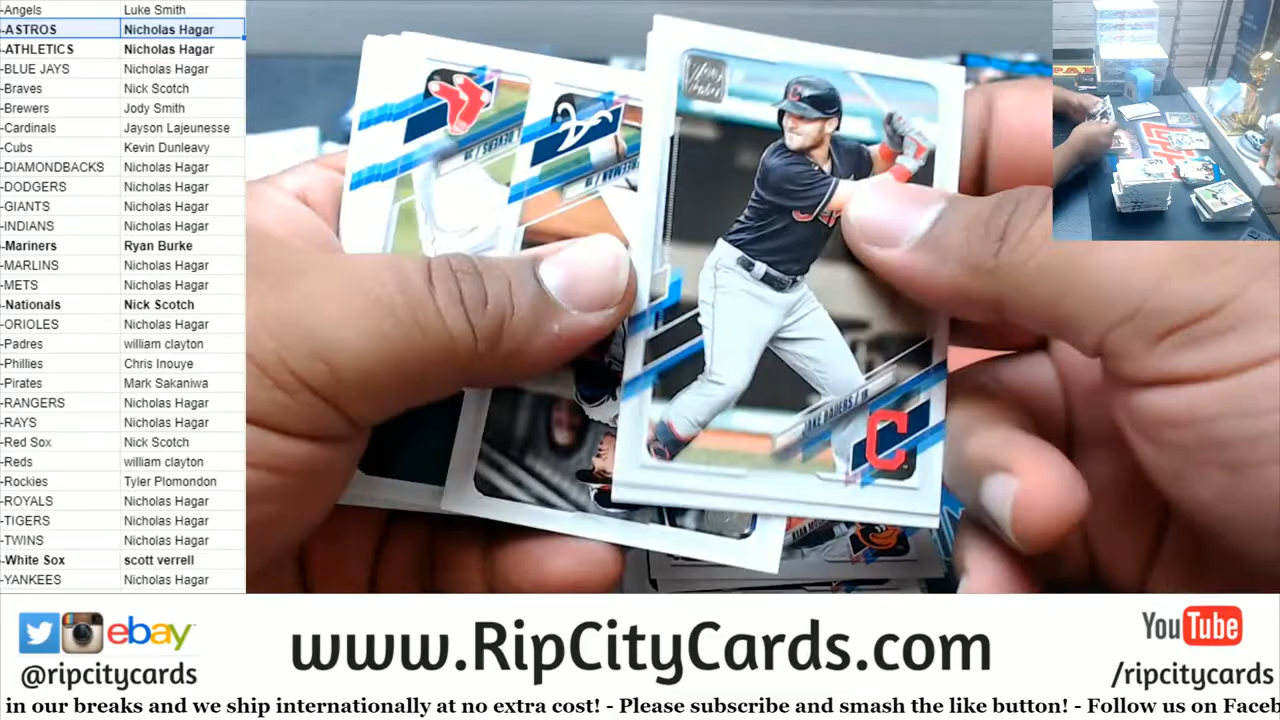 -Angels Luke Smith
-ASTROS Nicholas Hagar
-ATHLETICS Nicholas Hagar
-BLUE JAYS Nicholas Hagar
-Braves Nick Scotch
-Brewers Jody Smith
-Cardinals Jayson Lajeunesse
-Cubs Kevin Dunleavy
-DIAMONDBACKS Nicholas Hagar
-DODGERS Nicholas Hagar
-GIANTS Nicholas Hagar
-INDIANS Nicholas Hagar
-Mariners Ryan Burke
-MARLINS Nicholas Hagar
-METS Nicholas Hagar
-Nationals Nick Scotch
-ORIOLES Nicholas Hagar
-Padres william clayton
-Phillies Chris Inouye
-Pirates Mark Sakaniwa
-RANGERS Nicholas Hagar
-RAYS Nicholas Hagar
-Red Sox Nick Scotch
-Reds william clayton
-Rockies Tyler Plomondon
-ROYALS Nicholas Hagar
-TIGERS Nicholas Hagar
-TWINS Nicholas Hagar
-White Sox scott verrell
-YANKEES Nicholas Hagar
C
JAKE BAUERS / 1B
C
ebay
@ripcitycards
www.RipCityCards.com
YouTube
/ripcitycards
in our breaks and we ship internationally at no extra cost! - Please subscribe and smash the like button! - Follow us on Faceb